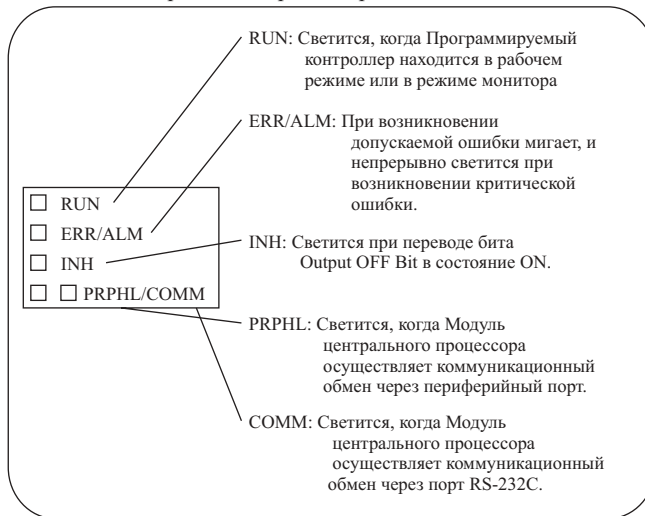 RUN: Светится, когда Программируемый
контроллер находится в рабочем
режиме или в режиме монитора
ERR/ALM: При возникновении
допускаемой ошибки мигает, и
непрерывно светится при
возникновении критической
ошибки.
RUN
ERR/ALM
INH
PRPHL/COMM
INH: Светится при переводе бита
Output OFF Bit в состояние ON.
PRPHL: Светится, когда Модуль
центрального процессора
осуществляет коммуникационный
обмен через периферийный порт.
COMM: Светится, когда Модуль
центрального процессора
осуществляет коммуникационный
обмен через порт RS-232C.